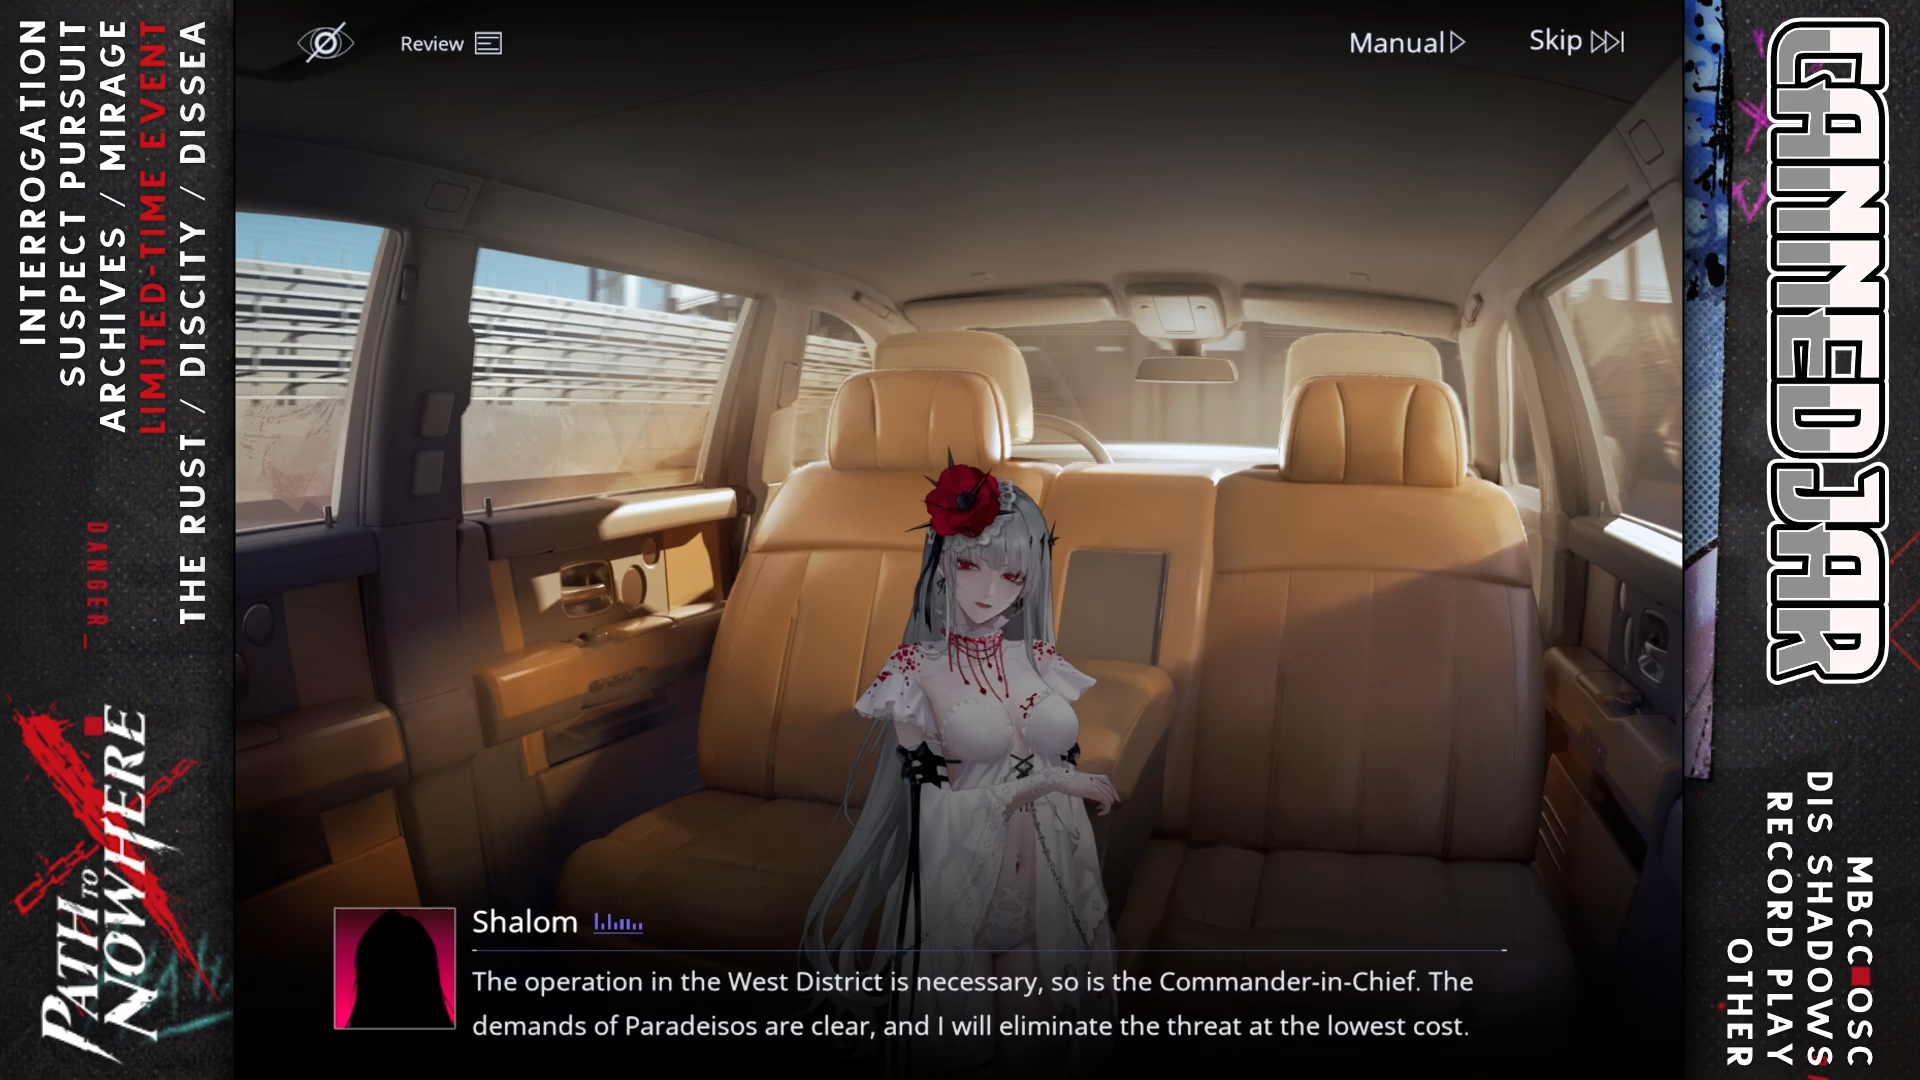 INTERROGATION
SUSPECT PURSUIT
ARCHIVES / MIRAGE
LIMITED-TIME EVENT
THE RUST / DISCITY / DISSEA
DANGER_
PATH TO
NOWHERE
Review
Manual
Skip
Shalom
The operation in the West District is necessary, so is the Commander-in-Chief. The
demands of Paradeisos are clear, and I will eliminate the threat at the lowest cost.
CANNEDJAR
MBCC■OSC
DIS SHADOWS
RECORD PLAY
OTHER